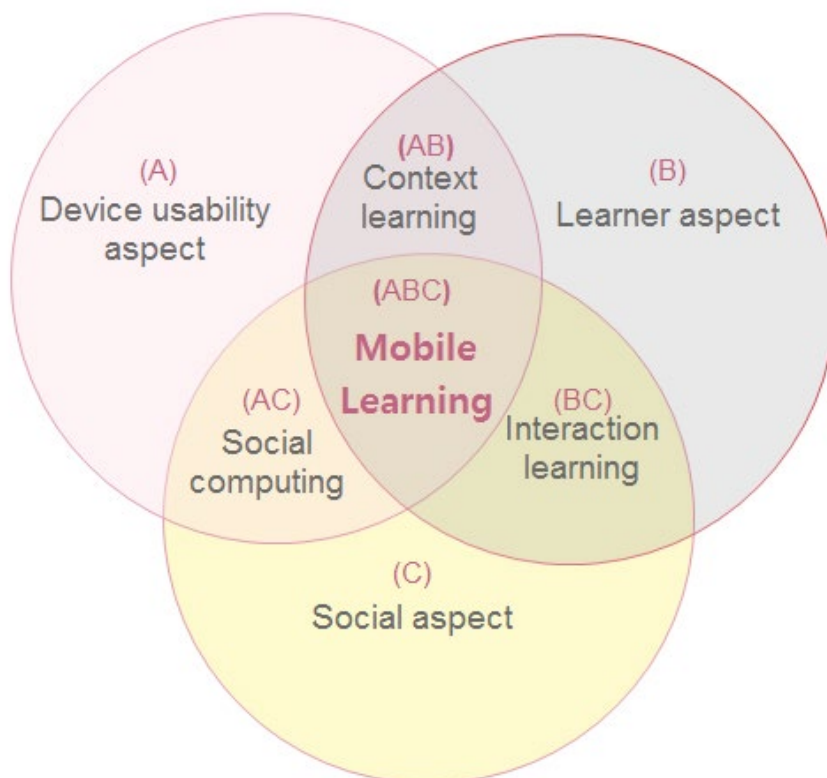 (A)
Device usability
aspect
(AB)
Context
learning
(B)
Learner aspect
(ABC)
Mobile
Learning
(AC)
Social
computing
(BC)
Interaction
learning
(C)
Social aspect